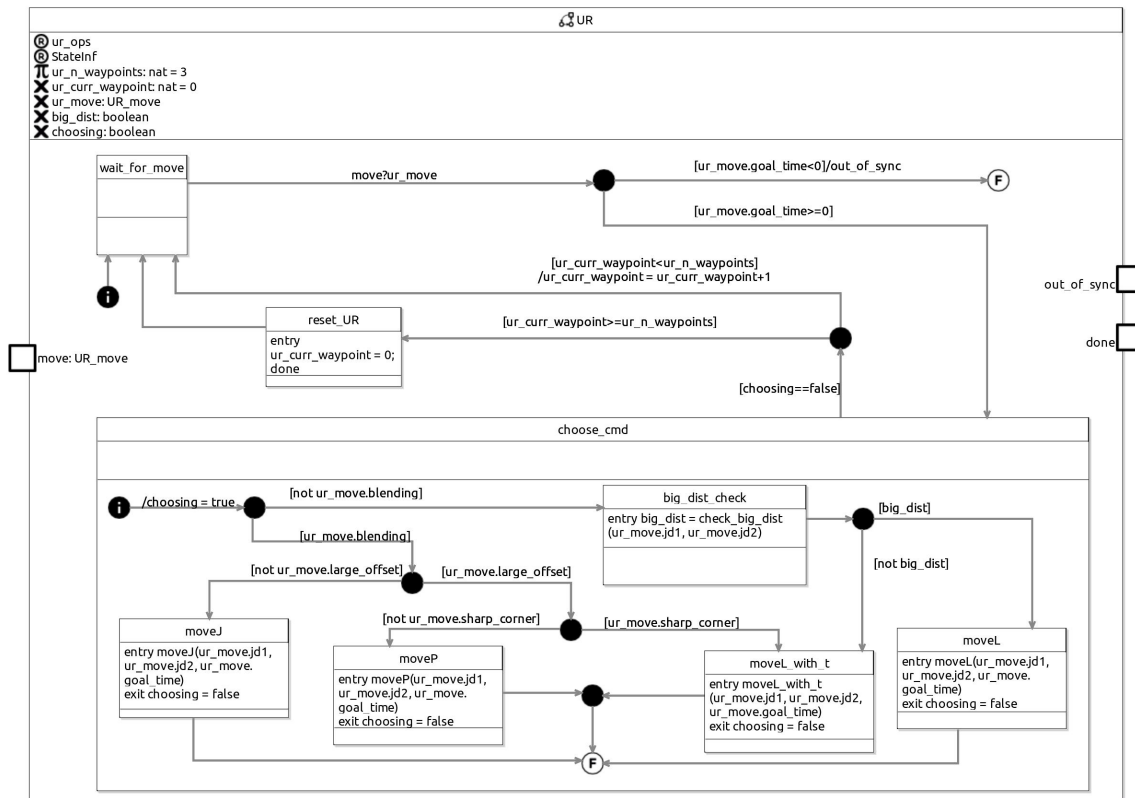 UR
R ur_ops
R StateInf
π ur_n_waypoints: nat = 3
X ur_curr_waypoint: nat = 0
X ur_move: UR_move
X big_dist: boolean
X choosing: boolean
wait_for_move
move?ur_move
[ur_move.goal_time<0]/out_of_sync
F
[ur_move.goal_time>=0]
[ur_curr_waypoint<ur_n_waypoints]
/ur_curr_waypoint = ur_curr_waypoint+1
i
out_of_sync
reset_UR
entry
ur_curr_waypoint = 0;
done
[ur_curr_waypoint>=ur_n_waypoints]
done
move: UR_move
[choosing==false]
choose_cmd
i
/choosing = true
[not ur_move.blending]
big_dist_check
entry big_dist = check_big_dist
(ur_move.jd1, ur_move.jd2)
[big_dist]
[ur_move.blending]
[not big_dist]
[not ur_move.large_offset]
[ur_move.large_offset]
[not ur_move.sharp_corner]
[ur_move.sharp_corner]
moveJ
entry moveJ(ur_move.jd1,
ur_move.jd2, ur_move.
goal_time)
exit choosing = false
moveP
entry moveP(ur_move.jd1,
ur_move.jd2, ur_move.
goal_time)
exit choosing = false
moveL_with_t
entry moveL_with_t
(ur_move.jd1, ur_move.jd2,
ur_move.goal_time)
exit choosing = false
moveL
entry moveL(ur_move.jd1,
ur_move.jd2, ur_move.
goal_time)
exit choosing = false
F